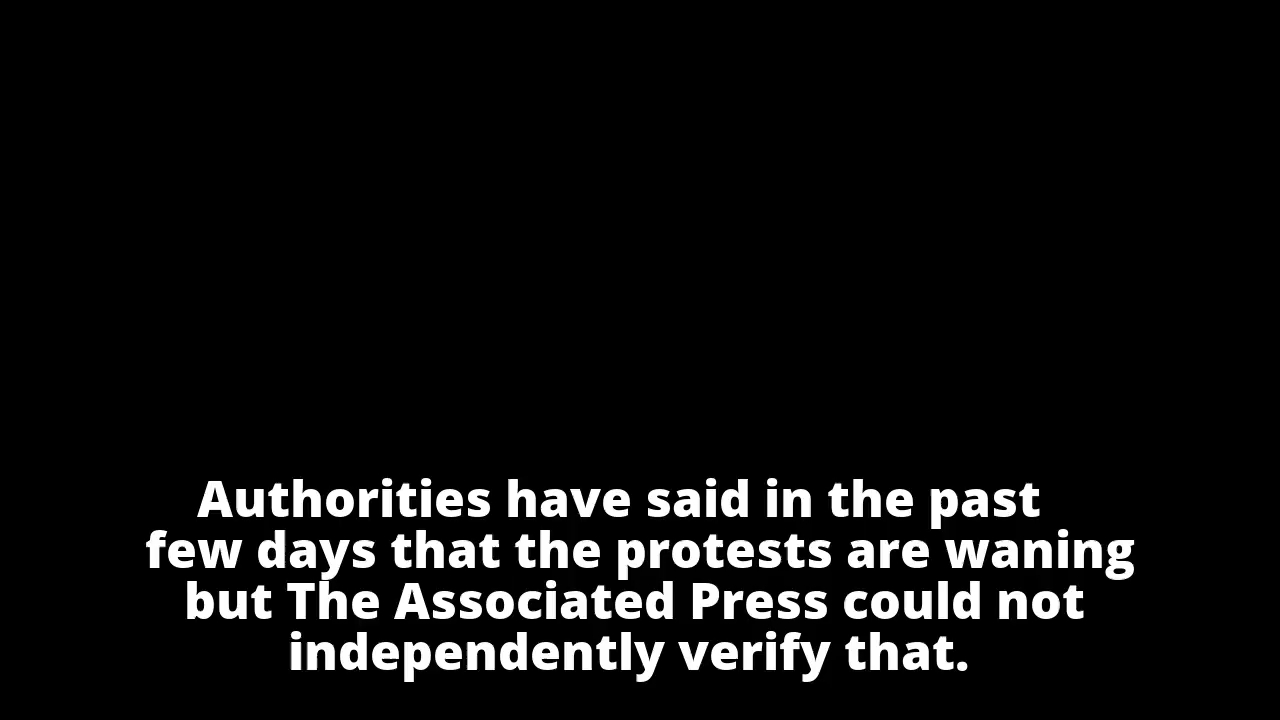 Authorities have said in the past
few days that the protests are waning
but The Associated Press could not
independently verify that.